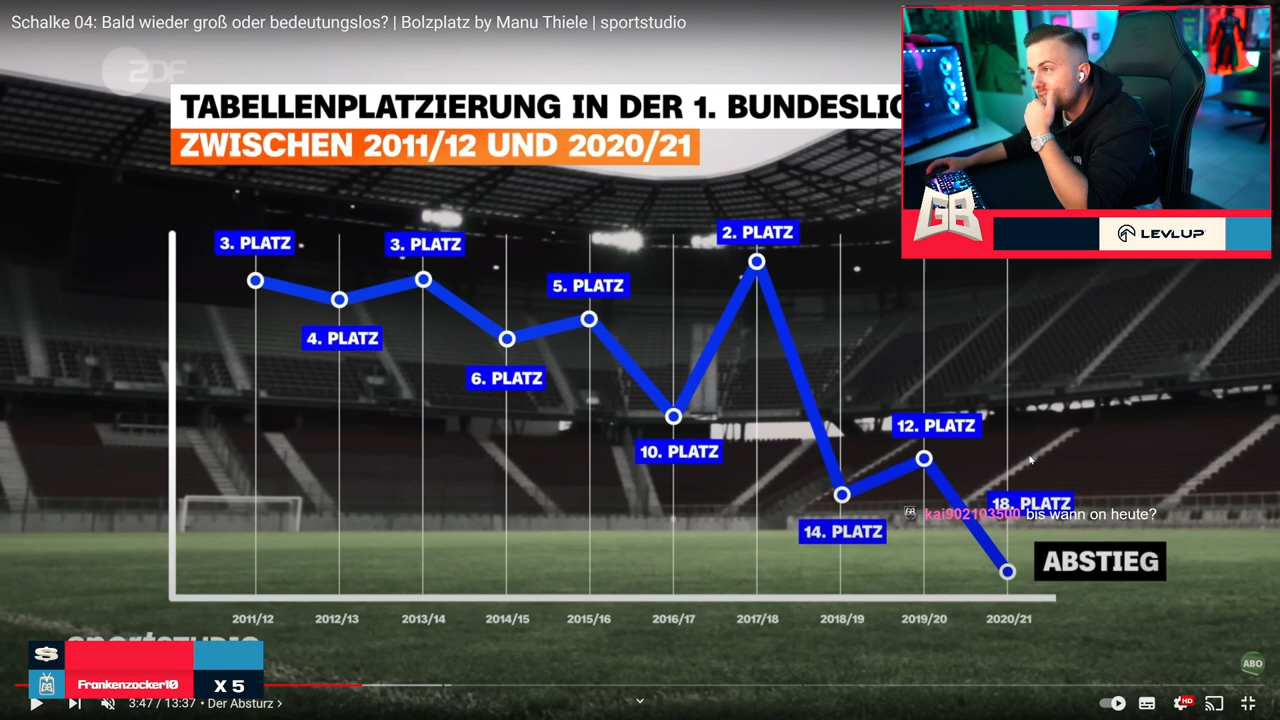 Schalke 04: Bald wieder groß oder bedeutungslos? | Bolzplatz by Manu Thiele | sportstudio
ZDF
TABELLENPLATZIERUNG IN DER 1. BUNDESLIG
ZWISCHEN 2011/12 UND 2020/21
GB
LEVLUP
3. PLATZ
4. PLATZ
3. PLATZ
6. PLATZ
5. PLATZ
10. PLATZ
2. PLATZ
14. PLATZ
12. PLATZ
18. PLATZ
kai902103500 bis wann on heute?
ABSTIEG
2011/12 2012/13 2013/14 2014/15 2015/16 2016/17 2017/18 2018/19 2019/20 2020/21
sportstudio
Frankenzocker10 X 5
ABO
3:47 / 13:37 • Der Absturz
HD